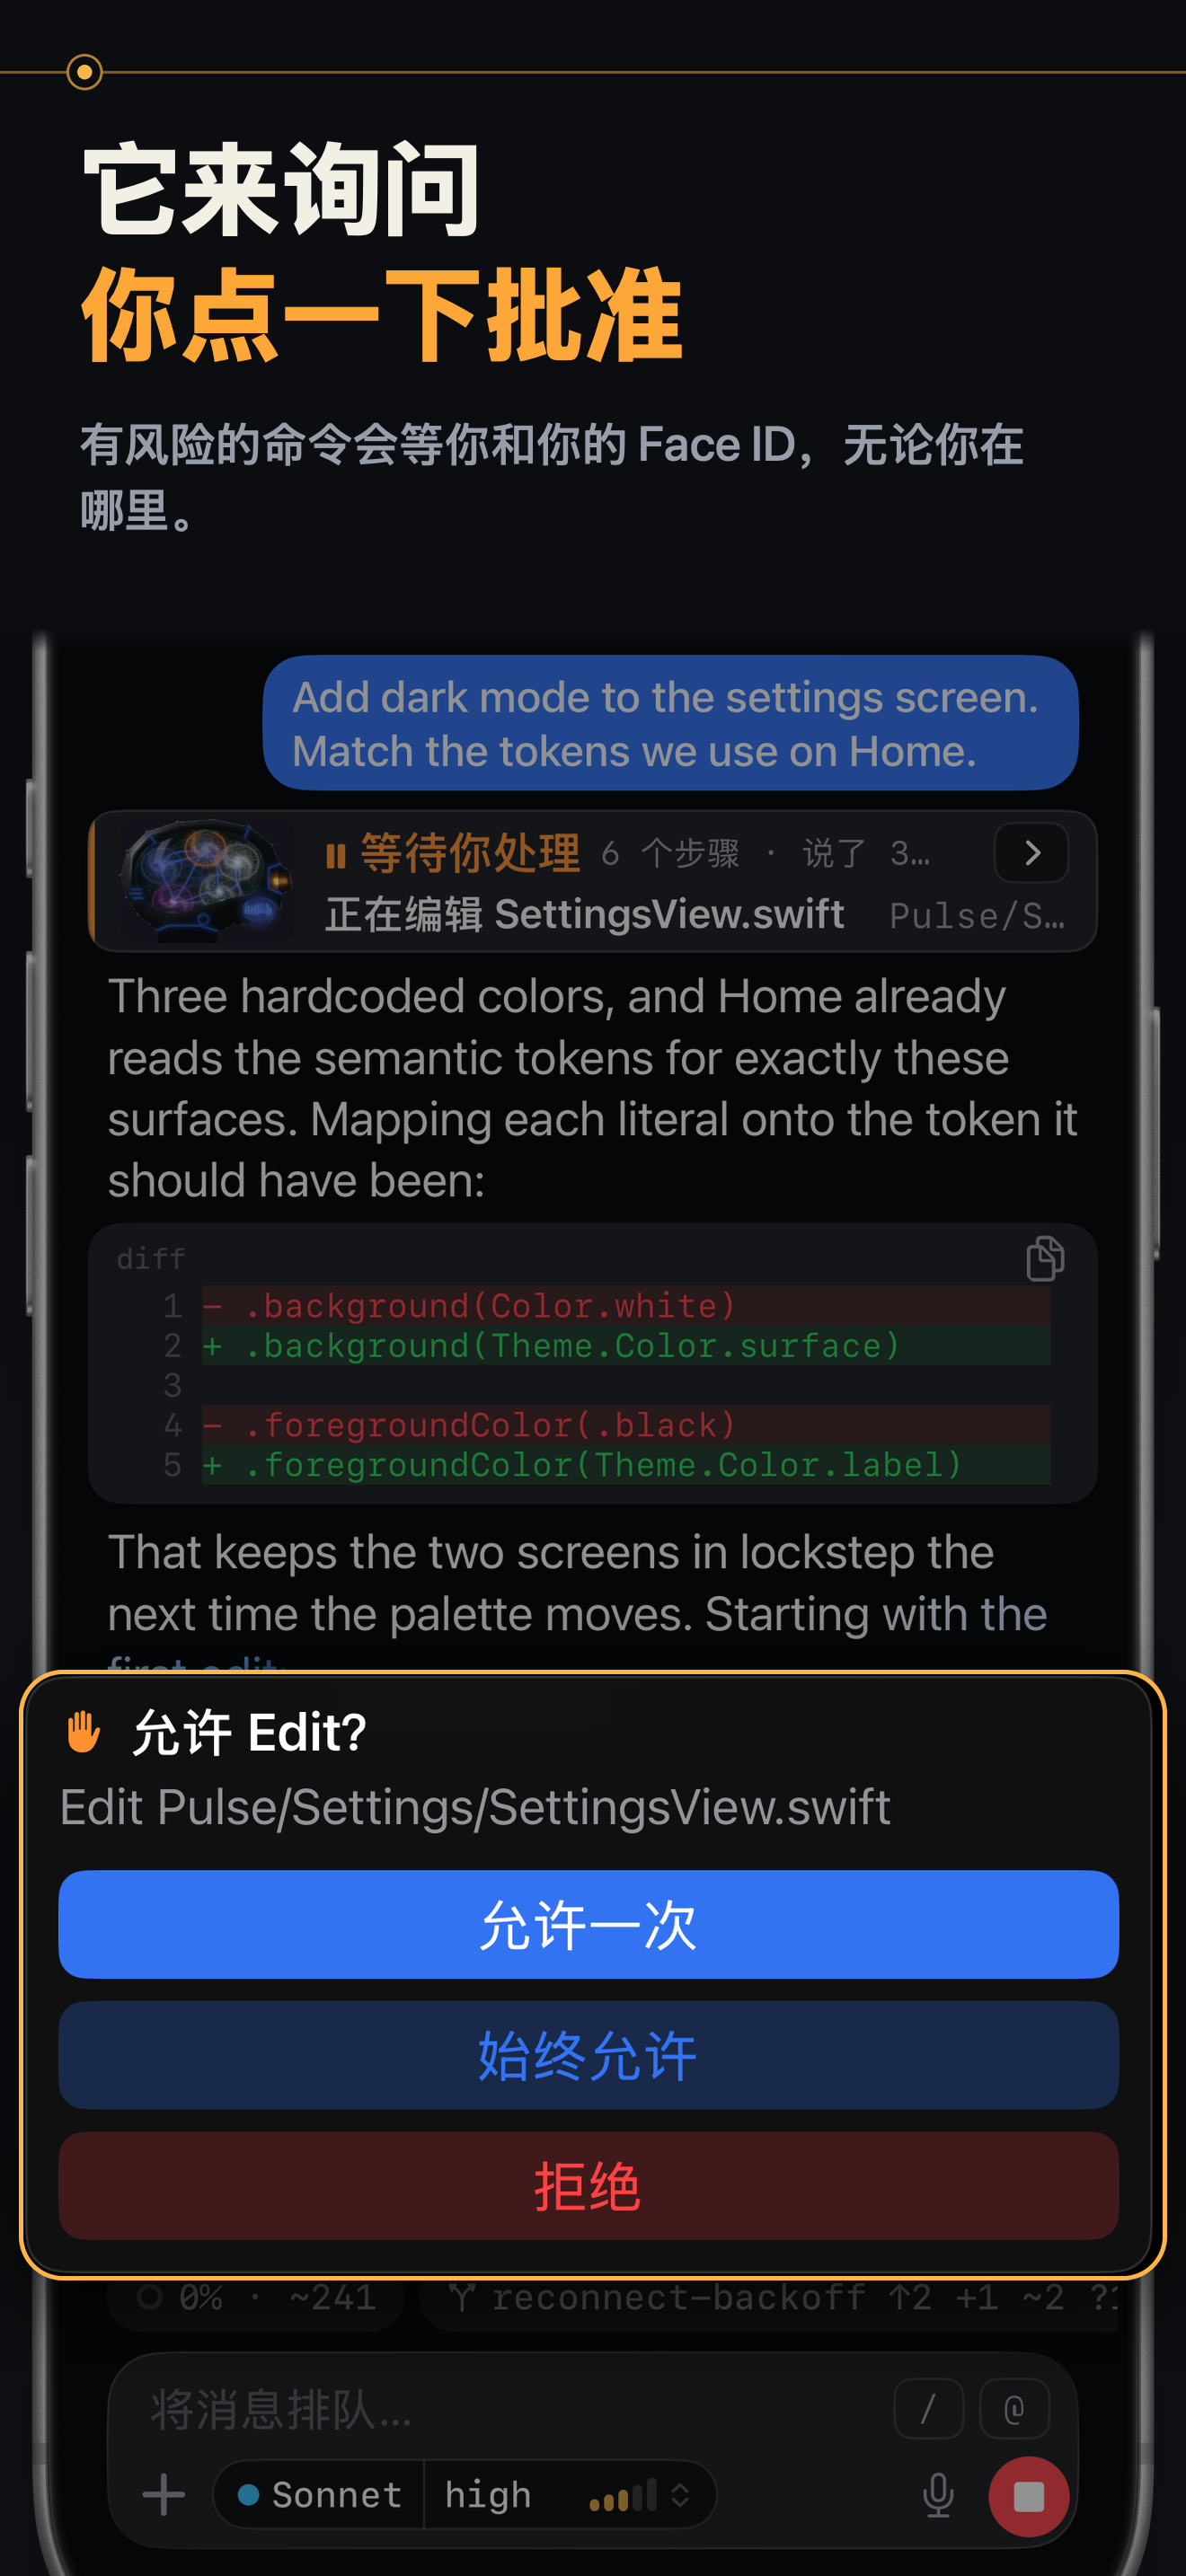 它来询问
你点一下批准
有风险的命令会等你和你的 Face ID，无论你在
哪里。
Add dark mode to the settings screen.
Match the tokens we use on Home.
等待你处理 6 个步骤 · 说了 3…
正在编辑 SettingsView.swift Pulse/S…
Three hardcoded colors, and Home already
reads the semantic tokens for exactly these
surfaces. Mapping each literal onto the token it
should have been:
diff
1 - .background(Color.white)
2 + .background(Theme.Color.surface)
3
4 - .foregroundColor(.black)
5 + .foregroundColor(Theme.Color.label)
That keeps the two screens in lockstep the
next time the palette moves. Starting with the
first edit:
允许 Edit?
Edit Pulse/Settings/SettingsView.swift
允许一次
始终允许
拒绝
0% · ~241 reconnect-backoff ↑2 +1 ~2 ?1
将消息排队... / @
Sonnet high